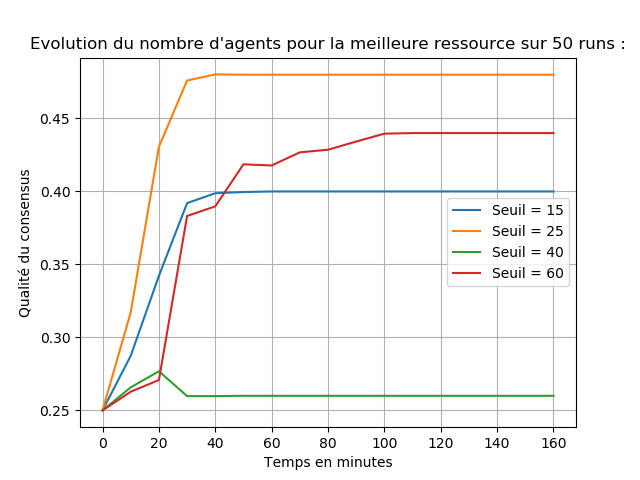 Evolution du nombre d'agents pour la meilleure ressource sur 50 runs :
Qualité du consensus
0.45
0.40
0.35
0.30
0.25
Seuil = 15
Seuil = 25
Seuil = 40
Seuil = 60
0 20 40 60 80 100 120 140 160
Temps en minutes